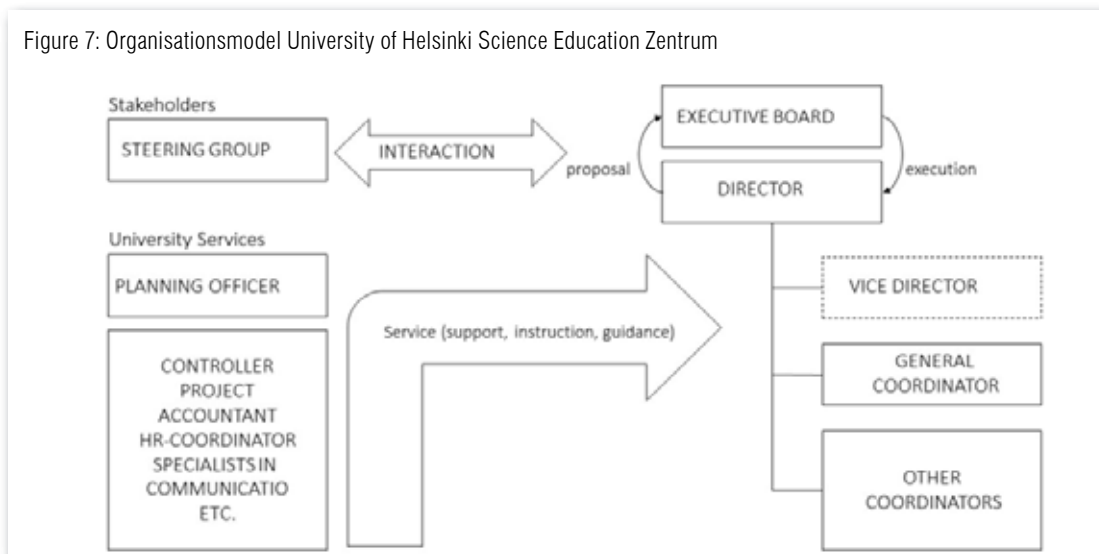 Figure 7: Organisationsmodel University of Helsinki Science Education Zentrum
Stakeholders
STEERING GROUP
INTERACTION
EXECUTIVE BOARD
proposal
execution
DIRECTOR
University Services
PLANNING OFFICER
VICE DIRECTOR
Service (support, instruction, guidance)
CONTROLLER
PROJECT
ACCOUNTANT
HR-COORDINATOR
SPECIALISTS IN
COMMUNICATIO
ETC.
GENERAL
COORDINATOR
OTHER
COORDINATORS